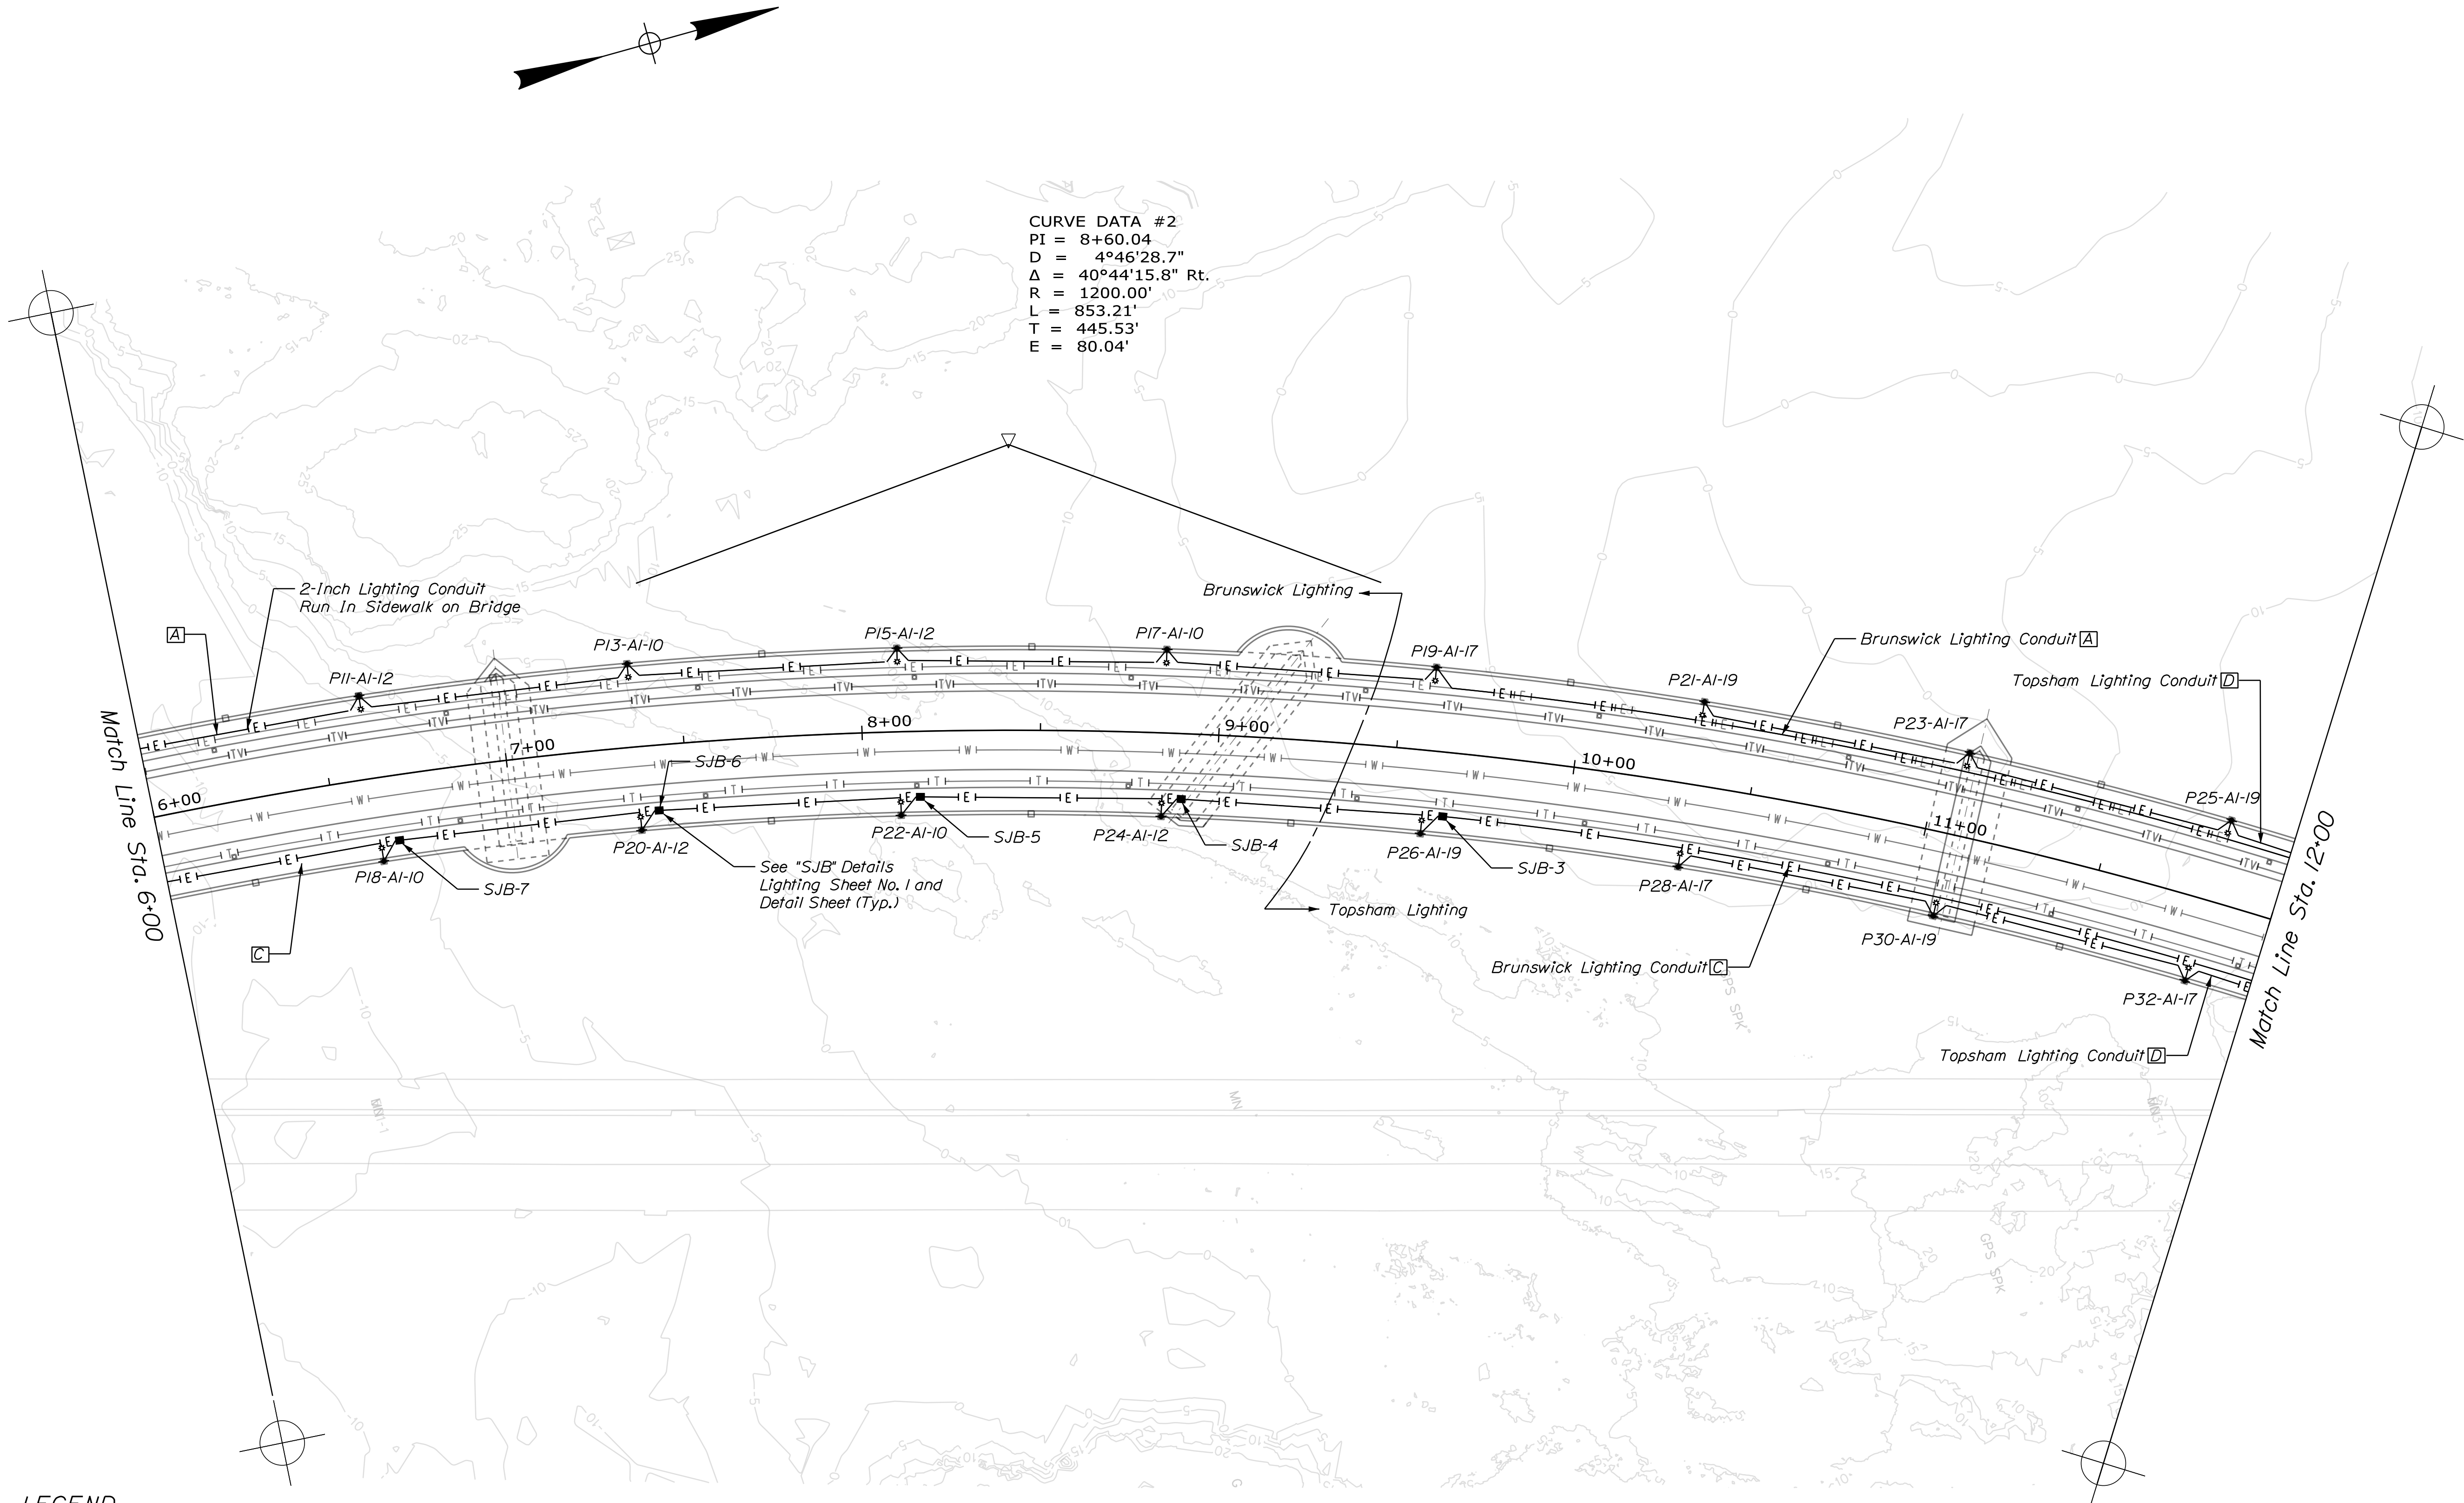 CURVE DATA #2
PI = 8+60.04
D = 4°46'28.7"
Δ = 40°44'15.8" Rt.
R = 1200.00'
L = 853.21'
T = 445.53'
E = 80.04'
2-Inch Lighting Conduit
Run In Sidewalk on Bridge
Brunswick Lighting
A
P11-A1-12
P13-A1-10
P15-A1-12
P17-A1-10
P19-A1-17
P21-A1-19
P23-A1-17
P25-A1-19
Brunswick Lighting Conduit A
Topsham Lighting Conduit D
Match Line Sta. 6+00
6+00
7+00
8+00
9+00
10+00
11+00
Match Line Sta. 12+00
SJB-6
SJB-7
SJB-5
SJB-4
SJB-3
P18-A1-10
P20-A1-12
P22-A1-10
P24-A1-12
P26-A1-19
P28-A1-17
P30-A1-19
P32-A1-17
See "SJB" Details
Lighting Sheet No. 1 and
Detail Sheet (Typ.)
Topsham Lighting
C
Brunswick Lighting Conduit C
Topsham Lighting Conduit D
GPS SPK
MN
GPS SPK
LEGEND